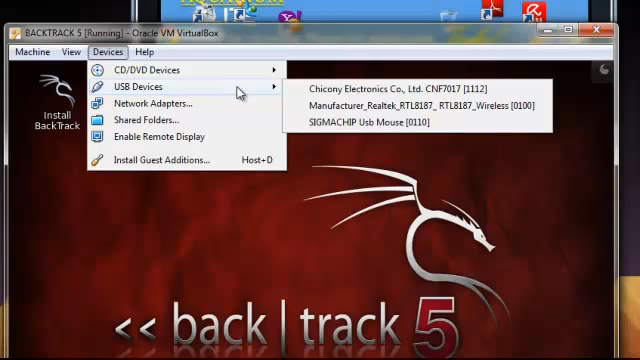 BACKTRACK 5 [Running] - Oracle VM VirtualBox
Machine View Devices Help
CD/DVD Devices
USB Devices
Network Adapters...
Shared Folders...
Enable Remote Display
Install Guest Additions... Host+D
Chicony Electronics Co., Ltd. CNF7017 [1112]
Manufacturer_Realtek_RTL8187_ RTL8187_Wireless [0100]
SIGMACHIP Usb Mouse [0110]
Install
BackTrack
<< back | track 5